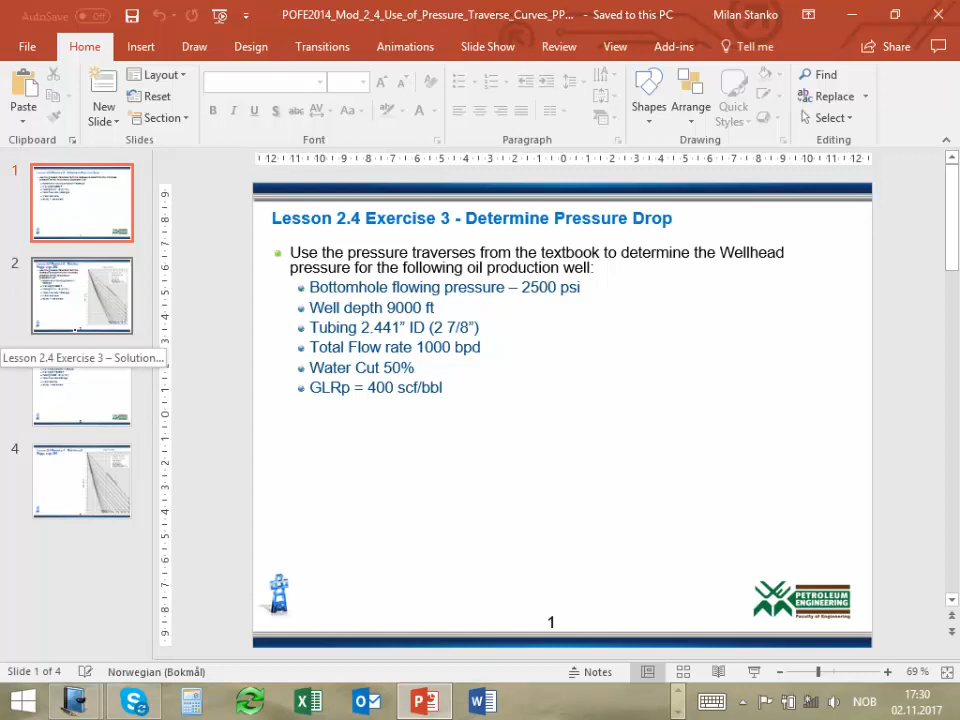 AutoSave Off
POFE2014_Mod_2_4_Use_of_Pressure_Traverse_Curves_PP... - Saved to this PC
Milan Stanko
File Home Insert Draw Design Transitions Animations Slide Show Review View Add-ins Tell me Share
Paste
New
Slide
Layout
Reset
Section
Shapes
Arrange
Quick
Styles
Find
Replace
Select
Clipboard Slides Font Paragraph Drawing Editing
1
2
Lesson 2.4 Exercise 3 – Solution...
4
Lesson 2.4 Exercise 3 - Determine Pressure Drop
Use the pressure traverses from the textbook to determine the Wellhead
pressure for the following oil production well:
Bottomhole flowing pressure – 2500 psi
Well depth 9000 ft
Tubing 2.441” ID (2 7/8”)
Total Flow rate 1000 bpd
Water Cut 50%
GLRp = 400 scf/bbl
PETROLEUM
ENGINEERING
Faculty of Engineering
1
Slide 1 of 4
Norwegian (Bokmål)
Notes
69 %
NOB
17:30
02.11.2017